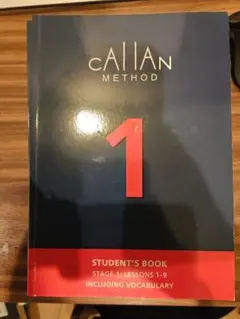 CAllAN
METHOD
1
STUDENT'S BOOK
STAGE 1: LESSONS 1-9
INCLUDING VOCABULARY